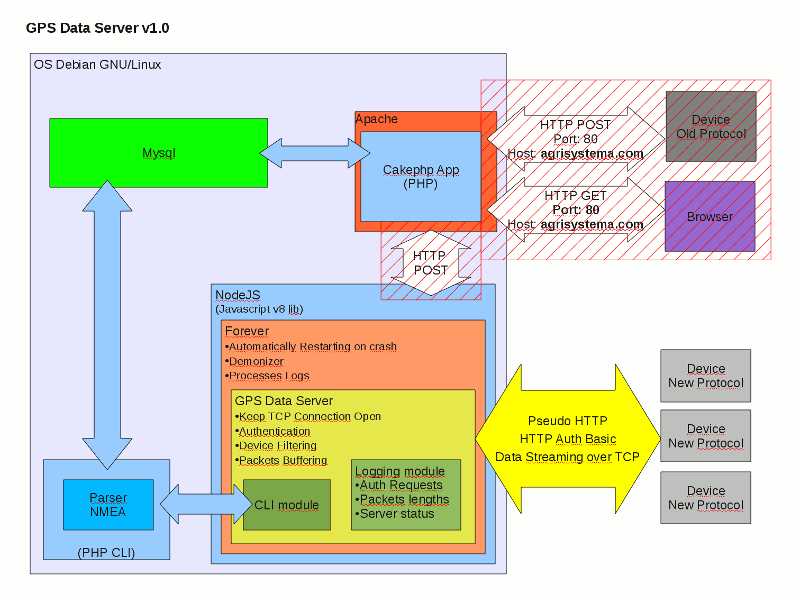 GPS Data Server v1.0
OS Debian GNU/Linux
Mysql
Apache
Cakephp App
(PHP)
HTTP POST
Port: 80
Host: agrisystema.com
Device
Old Protocol
HTTP GET
Port: 80
Host: agrisystema.com
Browser
HTTP
POST
NodeJS
(Javascript v8 lib)
Forever
•Automatically Restarting on crash
•Demonizer
•Processes Logs
GPS Data Server
•Keep TCP Connection Open
•Authentication
•Device Filtering
•Packets Buffering
Logging module
•Auth Requests
•Packets lengths
•Server status
CLI module
Parser
NMEA
(PHP CLI)
Pseudo HTTP
HTTP Auth Basic
Data Streaming over TCP
Device
New Protocol
Device
New Protocol
Device
New Protocol